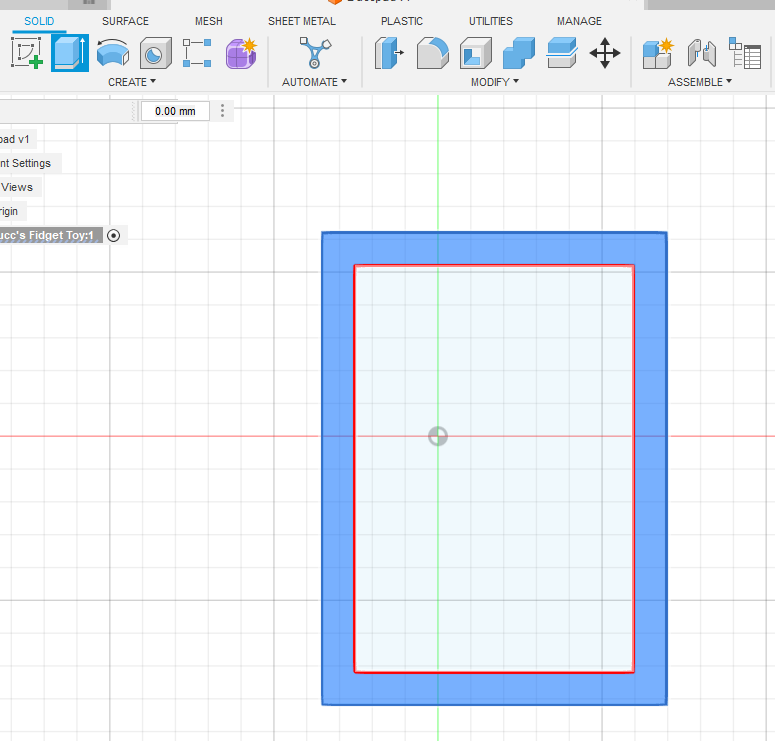 SOLID SURFACE MESH SHEET METAL PLASTIC UTILITIES MANAGE
CREATE AUTOMATE MODIFY ASSEMBLE
0.00 mm
pad v1
nt Settings
Views
rigin
ucc's Fidget Toy:1